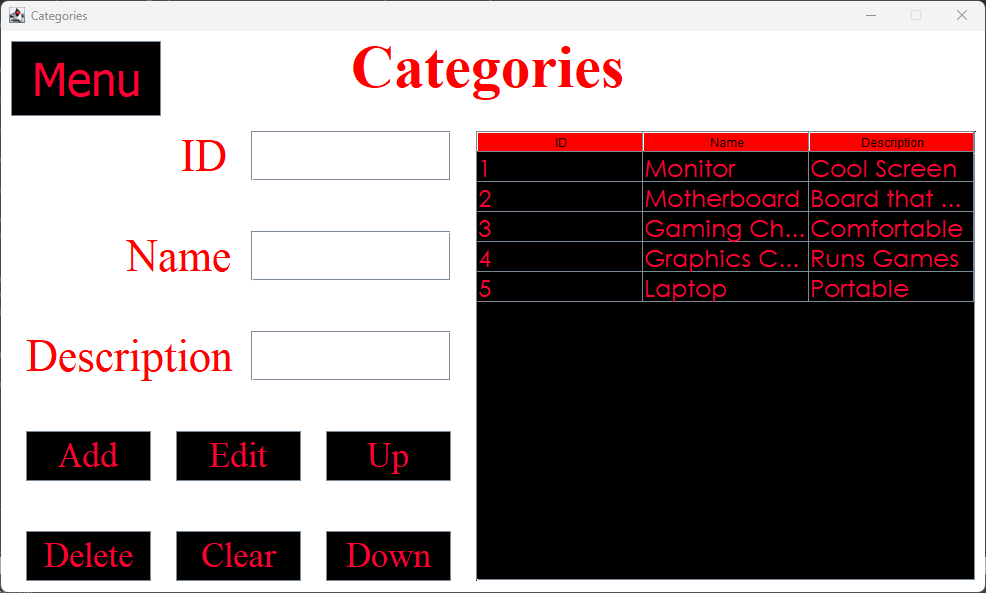 Categories
Menu
Categories
ID
Name
Description
Add Edit Up
Delete Clear Down
ID Name Description
1 Monitor Cool Screen
2 Motherboard Board that ...
3 Gaming Ch... Comfortable
4 Graphics C... Runs Games
5 Laptop Portable